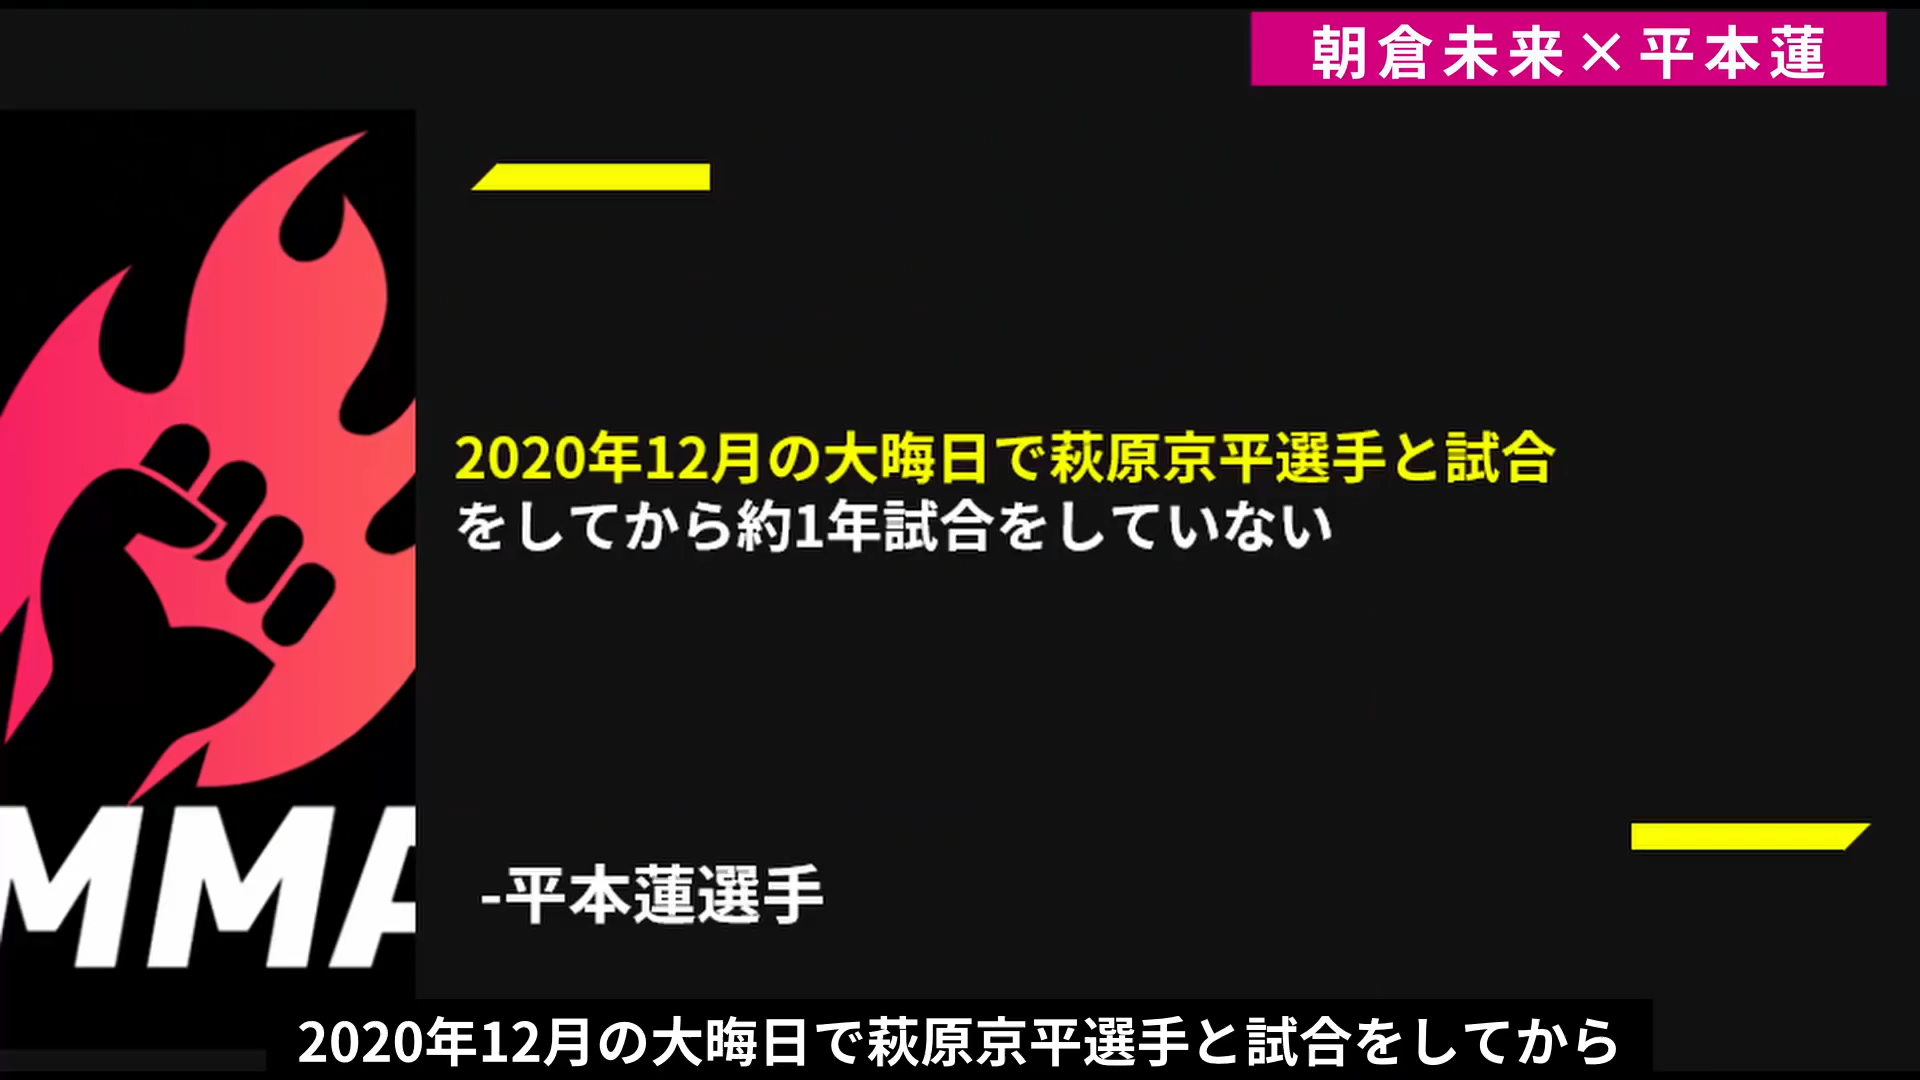 朝倉未来×平本蓮
2020年12月の大晦日で萩原京平選手と試合
をしてから約1年試合をしていない
-平本蓮選手
MMA
2020年12月の大晦日で萩原京平選手と試合をしてから